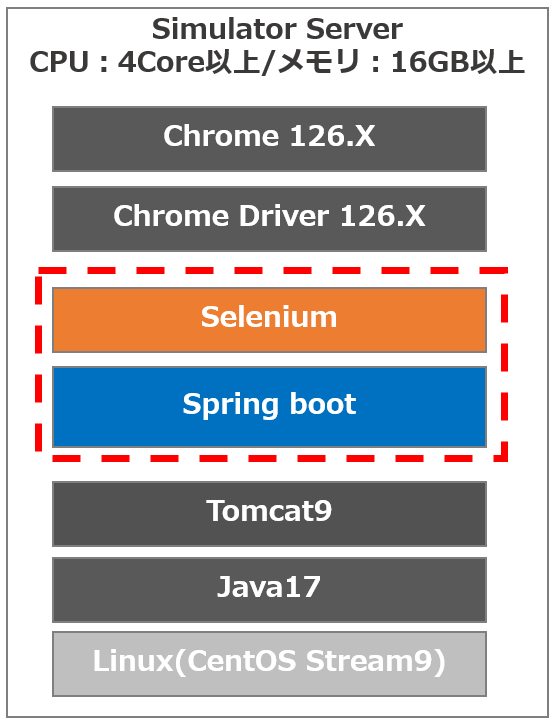 Simulator Server
CPU：4Core以上/メモリ：16GB以上
Chrome 126.X
Chrome Driver 126.X
Selenium
Spring boot
Tomcat9
Java17
Linux(CentOS Stream9)